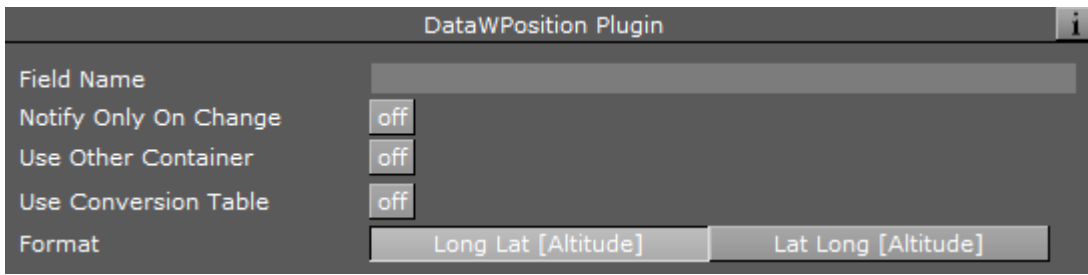 DataWPosition Plugin i
Field Name
Notify Only On Change off
Use Other Container off
Use Conversion Table off
Format Long Lat [Altitude] Lat Long [Altitude]